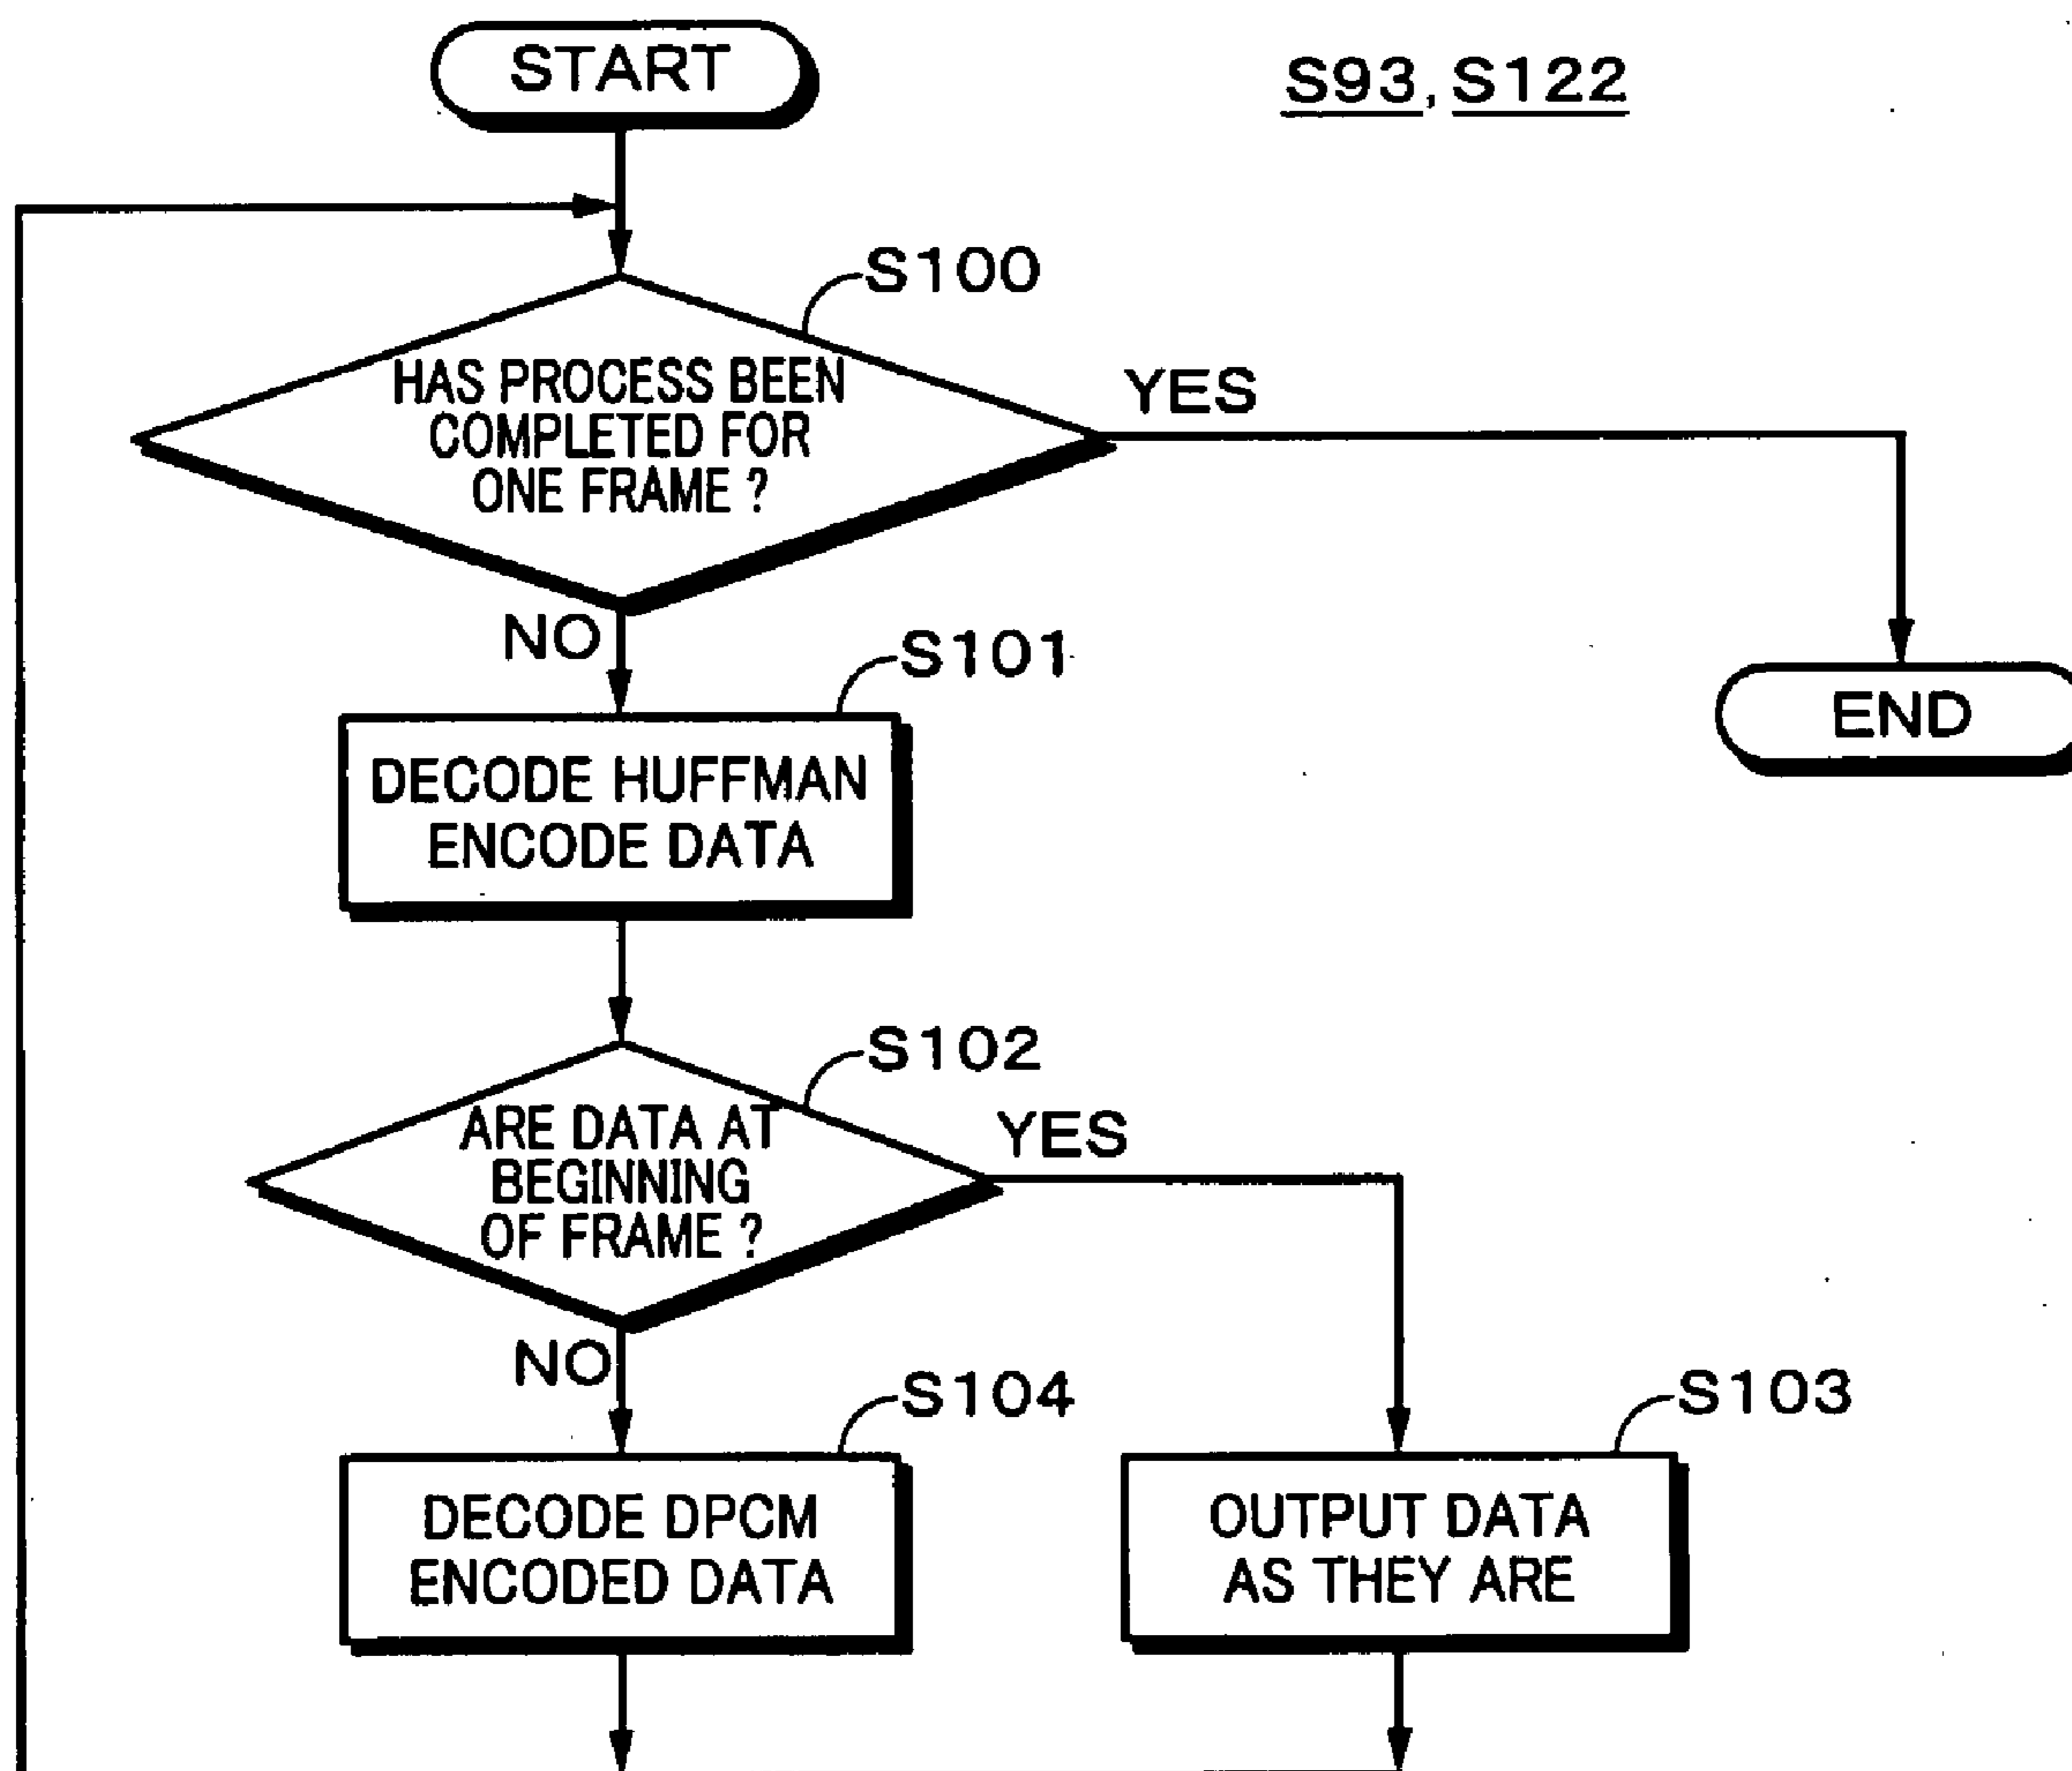 START
S93, S122
S100
HAS PROCESS BEEN
COMPLETED FOR
ONE FRAME ?
YES
NO
END
S101
DECODE HUFFMAN
ENCODE DATA
S102
ARE DATA AT
BEGINNING
OF FRAME ?
YES
NO
S104
DECODE DPCM
ENCODED DATA
S103
OUTPUT DATA
AS THEY ARE